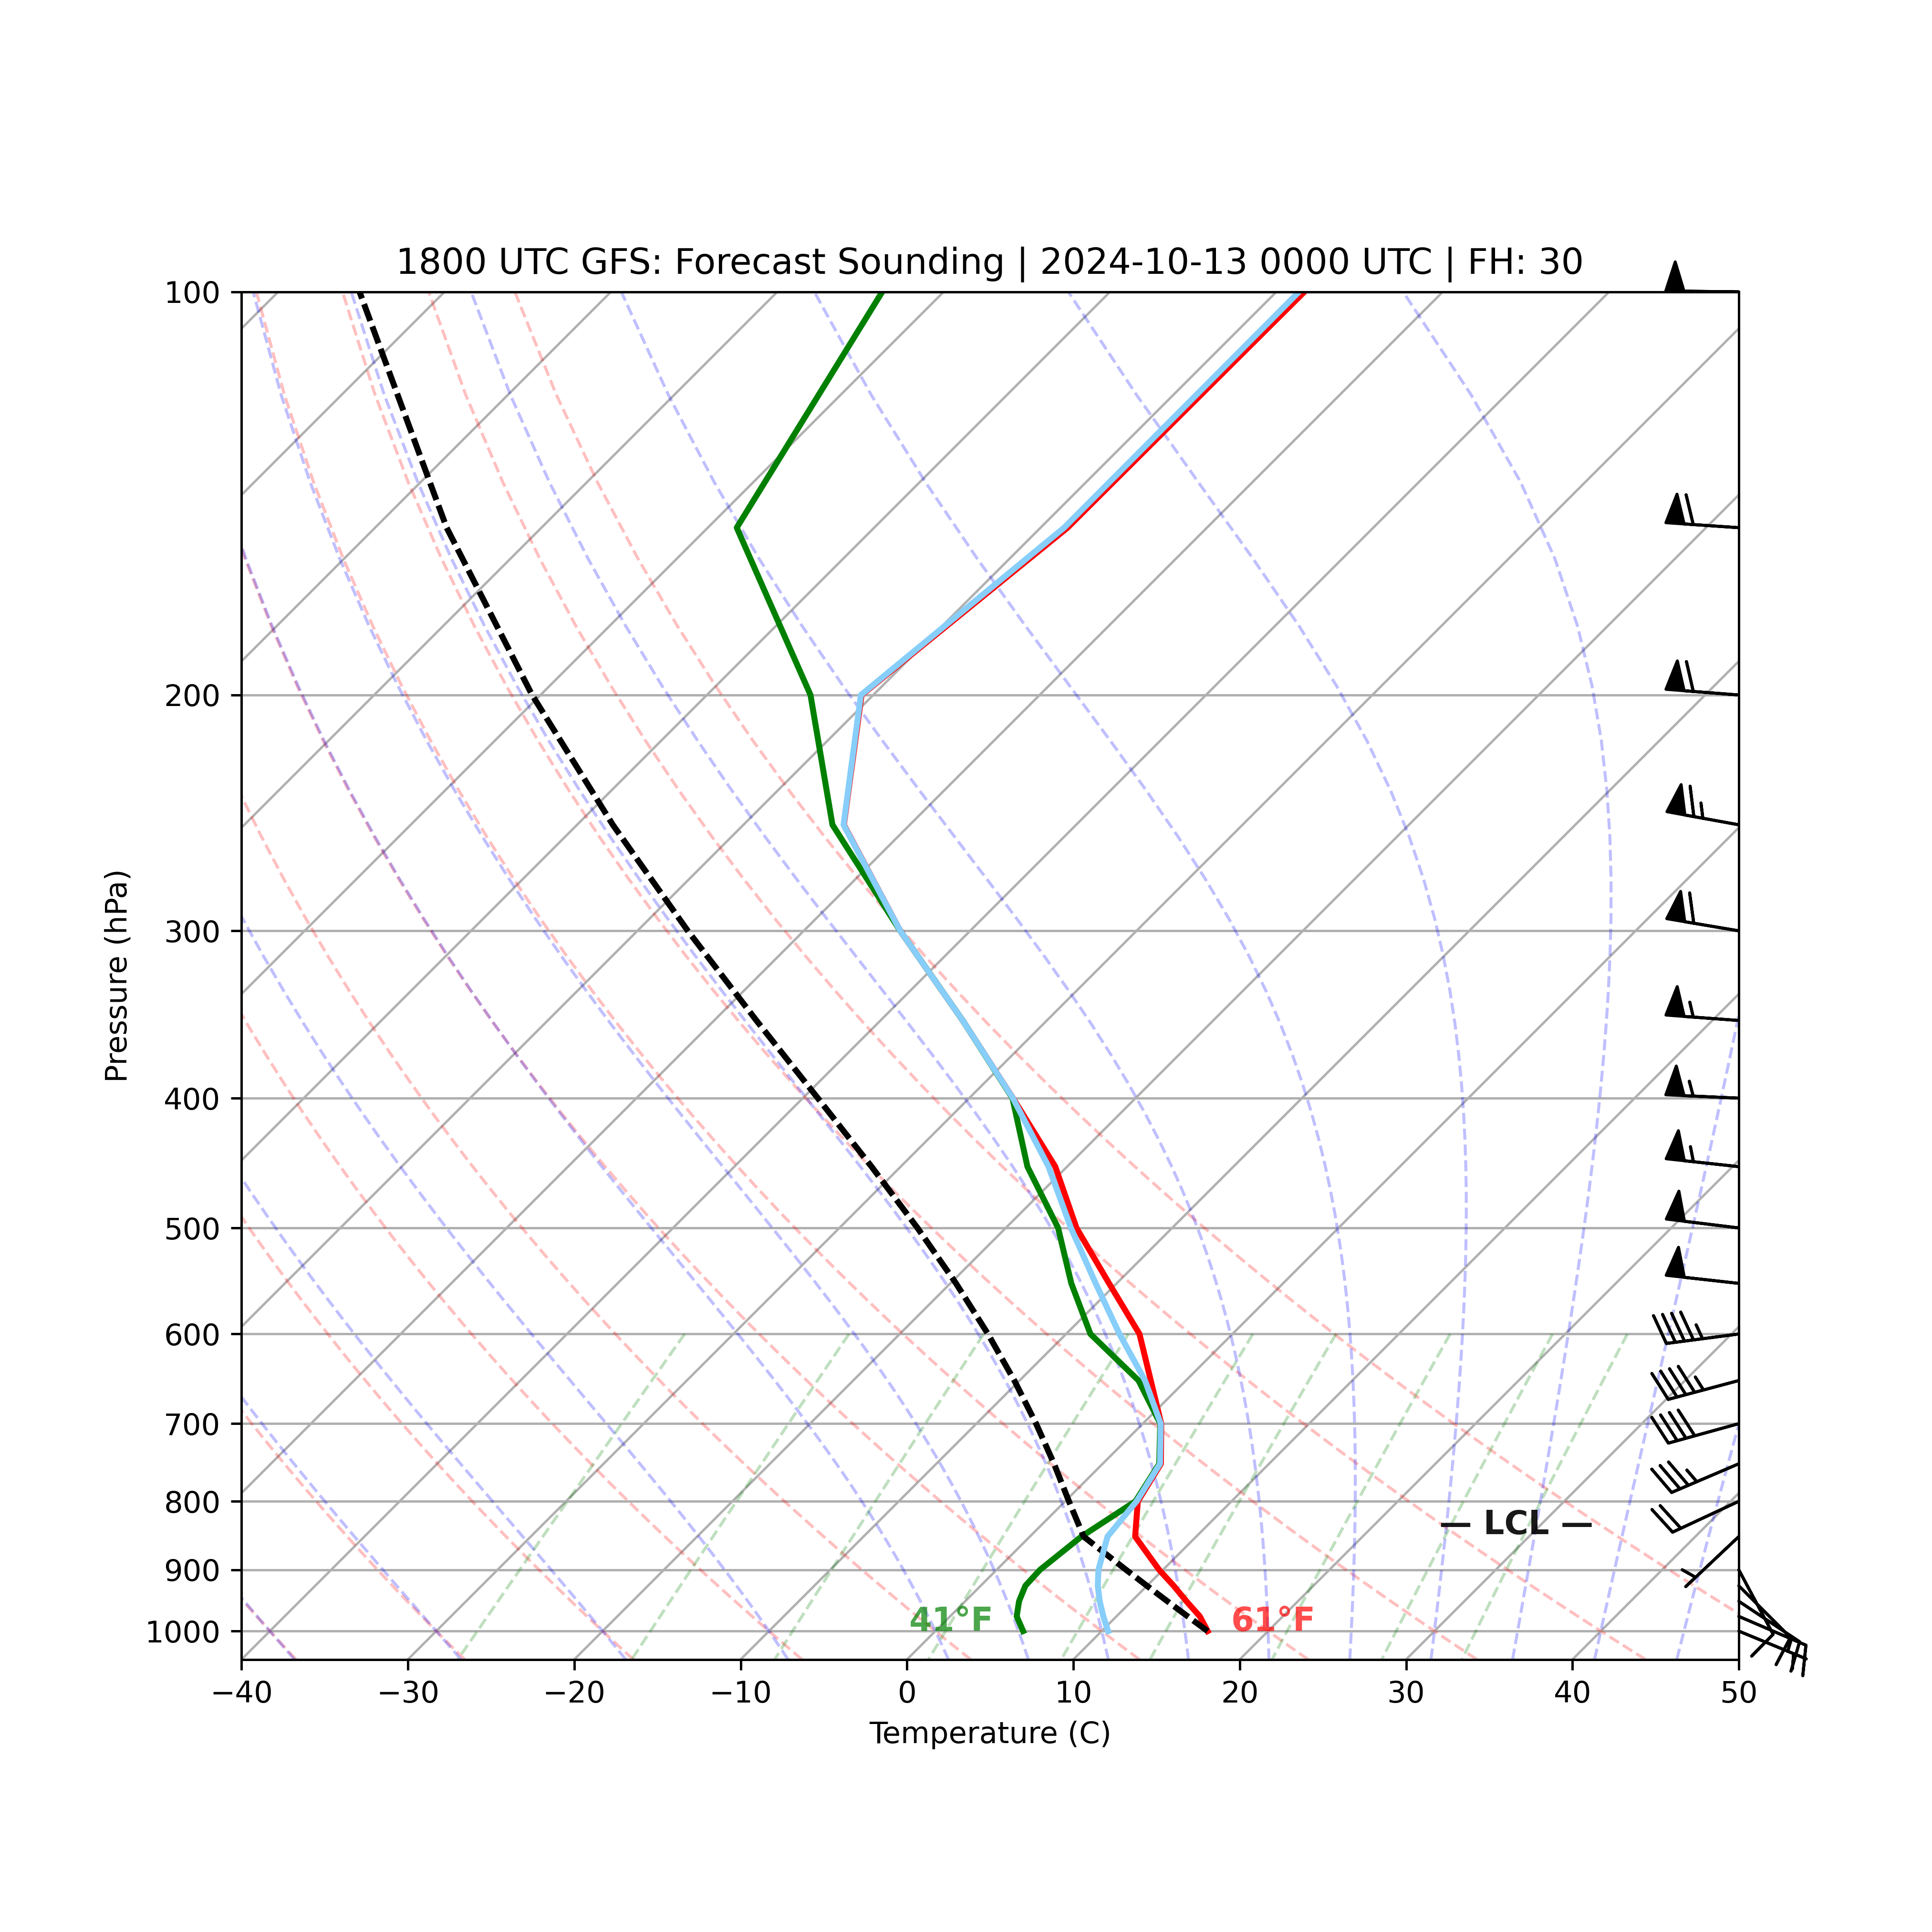 1800 UTC GFS: Forecast Sounding | 2024-10-13 0000 UTC | FH: 30
100
200
300
400
500
600
700
800
900
1000
Pressure (hPa)
— LCL —
41°F
61°F
−40 −30 −20 −10 0 10 20 30 40 50
Temperature (C)